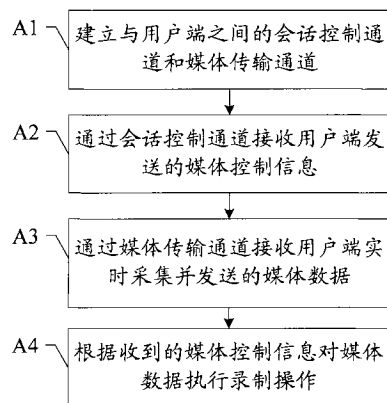 A1
建立与用户端之间的会话控制通
道和媒体传输通道
A2
通过会话控制通道接收用户端发
送的媒体控制信息
A3
通过媒体传输通道接收用户端实
时采集并发送的媒体数据
A4
根据收到的媒体控制信息对媒体
数据执行录制操作